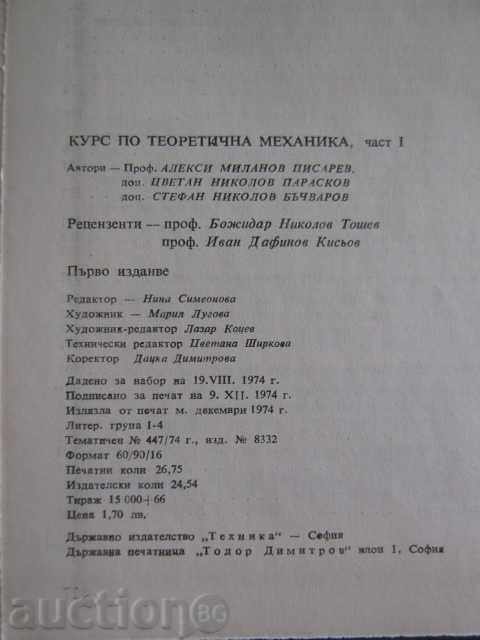 КУРС ПО ТЕОРЕТИЧНА МЕХАНИКА, част I
Автори — Проф. АЛЕКСИ МИЛАНОВ ПИСАРЕВ,
доц. ЦВЕТАН НИКОЛОВ ПАРАСКОВ
доц. СТЕФАН НИКОЛОВ БЪЧВАРОВ
Рецензенти — проф. Божидар Николов Тошев
проф. Иван Дафинов Кисьов
Първо издание
Редактор — Нина Симеонова
Художник — Мария Лугова
Художник-редактор Лазар Коцев
Технически редактор Цветана Ширкова
Коректор Дацка Димитрова
Дадено за набор на 19.VIII. 1974 г.
Подписано за печат на 9. XII. 1974 г.
Излязла от печат м. декември 1974 г.
Литер. група I-4
Тематичен № 447/74 г., изд. № 8332
Формат 60/90/16
Печатни коли 26,75
Издателски коли 24,54
Тираж 15 000+66
Цена 1,70 лв.
Държавно издателство „Техника“ — София
Държавна печатница „Тодор Димитров“ клон 1, София
auction BG